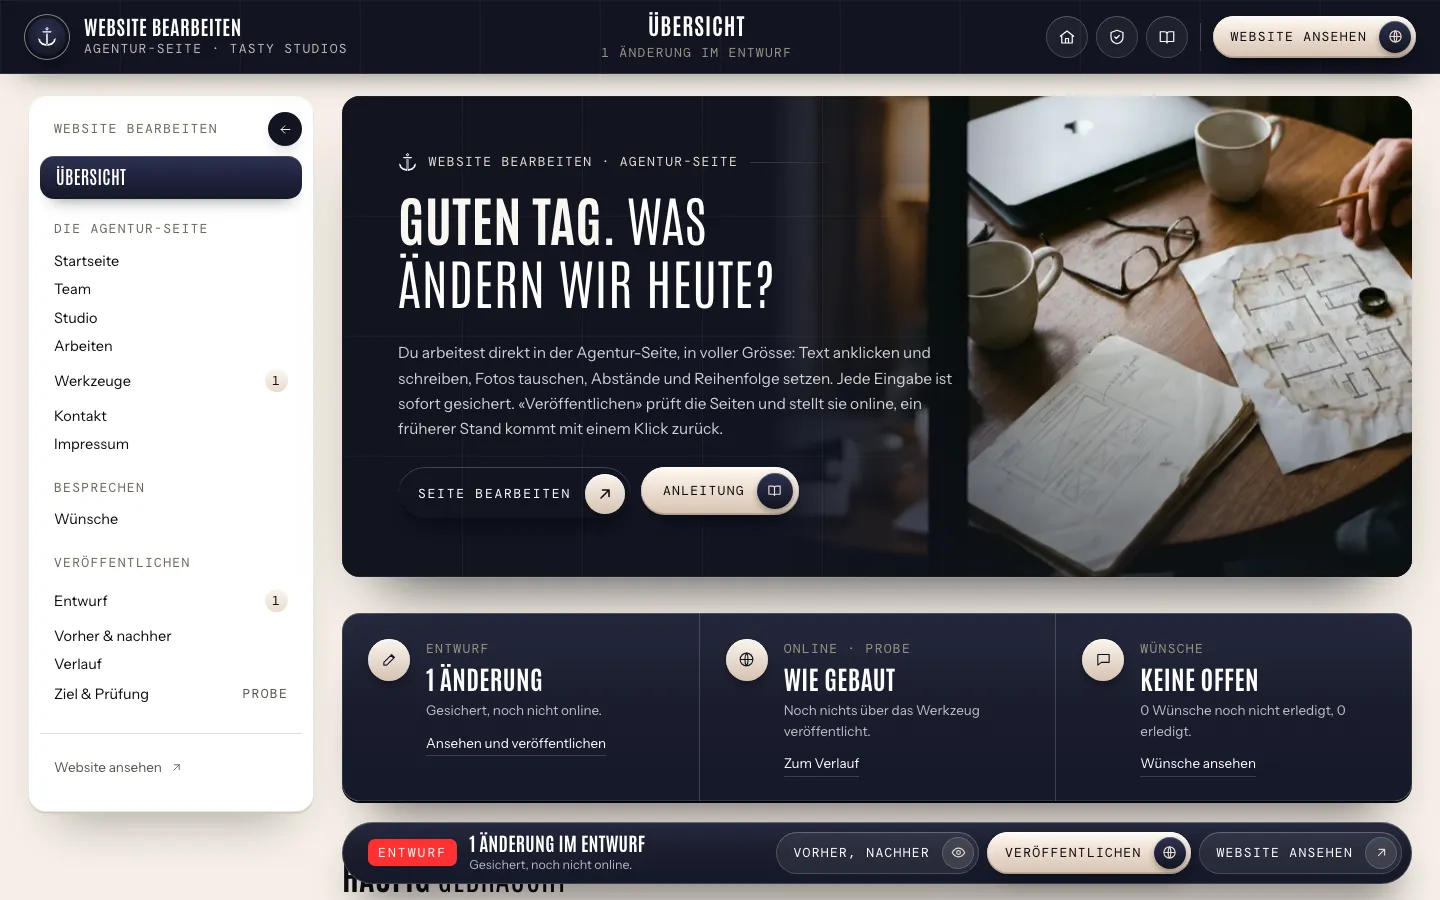 WEBSITE BEARBEITEN
AGENTUR-SEITE · TASTY STUDIOS
ÜBERSICHT
1 ÄNDERUNG IM ENTWURF
WEBSITE ANSEHEN
WEBSITE BEARBEITEN
ÜBERSICHT
DIE AGENTUR-SEITE
Startseite
Team
Studio
Arbeiten
Werkzeuge 1
Kontakt
Impressum
BESPRECHEN
Wünsche
VERÖFFENTLICHEN
Entwurf 1
Vorher & nachher
Verlauf
Ziel & Prüfung PROBE
Website ansehen
WEBSITE BEARBEITEN · AGENTUR-SEITE
GUTEN TAG. WAS
ÄNDERN WIR HEUTE?
Du arbeitest direkt in der Agentur-Seite, in voller Grösse: Text anklicken und
schreiben, Fotos tauschen, Abstände und Reihenfolge setzen. Jede Eingabe ist
sofort gesichert. «Veröffentlichen» prüft die Seiten und stellt sie online, ein
früherer Stand kommt mit einem Klick zurück.
SEITE BEARBEITEN
ANLEITUNG
ENTWURF
1 ÄNDERUNG
Gesichert, noch nicht online.
Ansehen und veröffentlichen
ONLINE · PROBE
WIE GEBAUT
Noch nichts über das Werkzeug
veröffentlicht.
Zum Verlauf
WÜNSCHE
KEINE OFFEN
0 Wünsche noch nicht erledigt, 0
erledigt.
Wünsche ansehen
ENTWURF
1 ÄNDERUNG IM ENTWURF
Gesichert, noch nicht online.
VORHER, NACHHER
VERÖFFENTLICHEN
WEBSITE ANSEHEN
HÄUFIG GEBRAUCHT